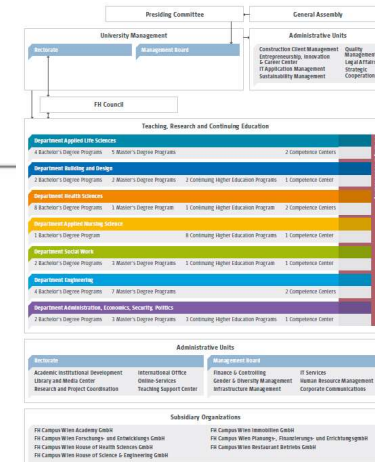 Presiding Committee
General Assembly
University Management
Rectorate
Management Board
Administrative Units
Construction Client Management
Entrepreneurship, Innovation
& Career Center
IT Application Management
Sustainability Management
Quality
Management
Legal Affairs
Strategic
Cooperation
FH Council
Teaching, Research and Continuing Education
Department Applied Life Sciences
4 Bachelor's Degree Programs 5 Master's Degree Programs 2 Competence Centers
Department Building and Design
2 Bachelor's Degree Programs 2 Master's Degree Programs 2 Continuing Higher Education Programs 1 Competence Center
Department Health Sciences
8 Bachelor's Degree Programs 1 Master's Degree Program 1 Continuing Higher Education Program 2 Competence Centers
Department Applied Nursing Science
1 Bachelor's Degree Program 8 Continuing Higher Education Programs 1 Competence Center
Department Social Work
2 Bachelor's Degree Programs 3 Master's Degree Programs 1 Continuing Higher Education Program 1 Competence Center
Department Engineering
4 Bachelor's Degree Programs 7 Master's Degree Programs 2 Competence Centers
Department Administration, Economics, Security, Politics
2 Bachelor's Degree Programs 3 Master's Degree Programs 3 Continuing Higher Education Programs 1 Competence Center
Administrative Units
Rectorate
Academic Institutional Development
Library and Media Center
Research and Project Coordination
International Office
Online-Services
Teaching Support Center
Management Board
Finance & Controlling
Gender & Diversity Management
Infrastructure Management
IT Services
Human Resource Management
Corporate Communications
Subsidiary Organizations
FH Campus Wien Academy GmbH
FH Campus Wien Forschungs- und Entwicklungs GmbH
FH Campus Wien House of Health Sciences GmbH
FH Campus Wien House of Science & Engineering GmbH
FH Campus Wien Immobilien GmbH
FH Campus Wien Planungs-, Finanzierungs- und ErrichtungsgmbH
FH Campus Wien Restaurant Betriebs GmbH